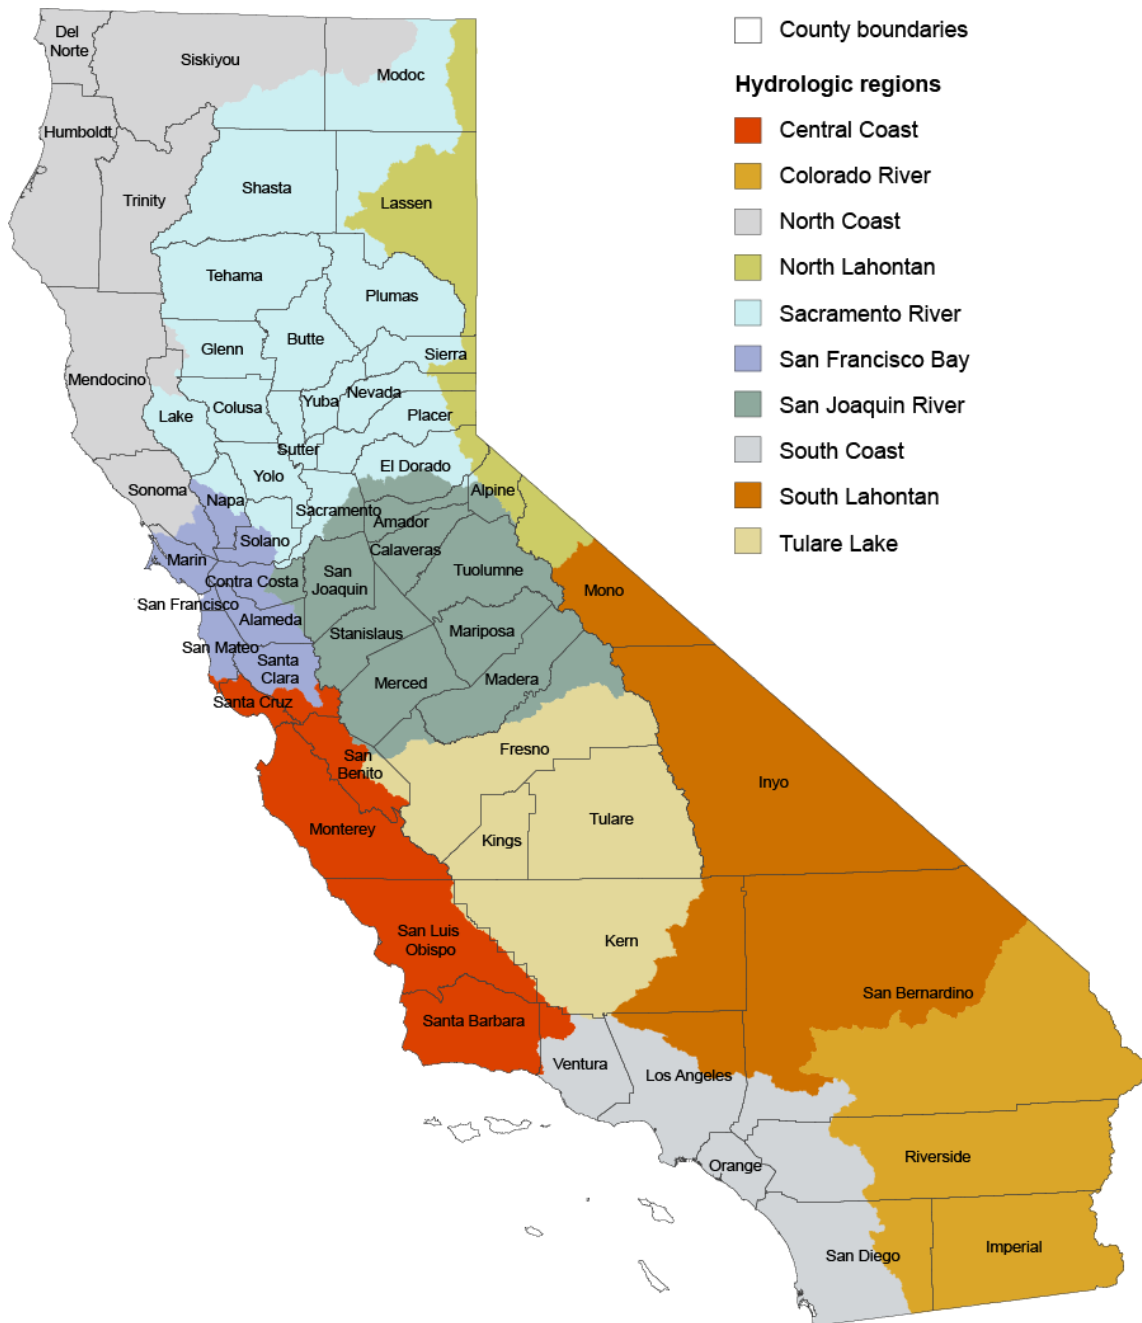 Del
Norte
Siskiyou
Modoc
Humboldt
Trinity
Shasta
Lassen
Tehama
Plumas
Glenn
Butte
Sierra
Mendocino
Lake
Colusa
Yuba
Nevada
Placer
Sutter
Yolo
El Dorado
Sonoma
Napa
Sacramento
Alpine
Amador
Solano
Marin
Calaveras
Contra Costa
San
Joaquin
Tuolumne
Mono
San Francisco
Alameda
Stanislaus
Mariposa
San Mateo
Santa
Clara
Merced
Madera
Santa Cruz
San
Benito
Fresno
Inyo
Monterey
Kings
Tulare
San Luis
Obispo
Kern
San Bernardino
Santa Barbara
Ventura
Los Angeles
Orange
Riverside
San Diego
Imperial
County boundaries
Hydrologic regions
Central Coast
Colorado River
North Coast
North Lahontan
Sacramento River
San Francisco Bay
San Joaquin River
South Coast
South Lahontan
Tulare Lake